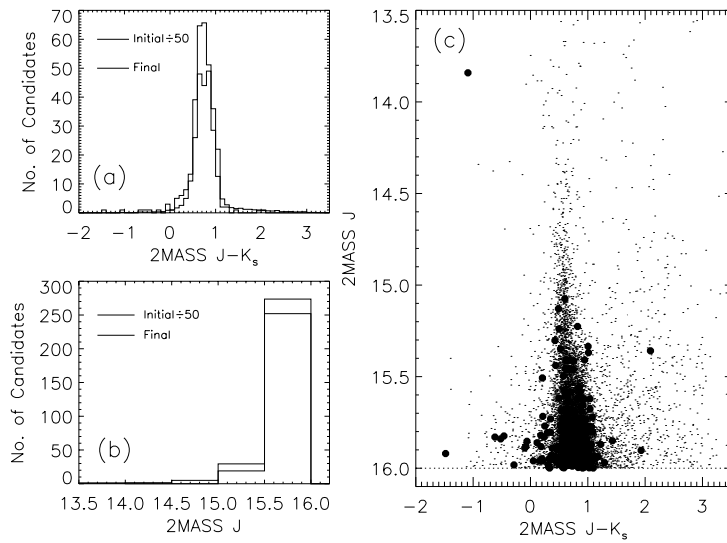 70
60
50
40
30
20
10
0
No. of Candidates
Initial÷50
Final
(a)
−2 −1 0 1 2 3
2MASS J−Ks
300
250
200
150
100
50
No. of Candidates
Initial÷50
Final
(b)
13.5 14.0 14.5 15.0 15.5 16.0
2MASS J
13.5
14.0
14.5
15.0
15.5
16.0
2MASS J
(c)
−2 −1 0 1 2 3
2MASS J−Ks